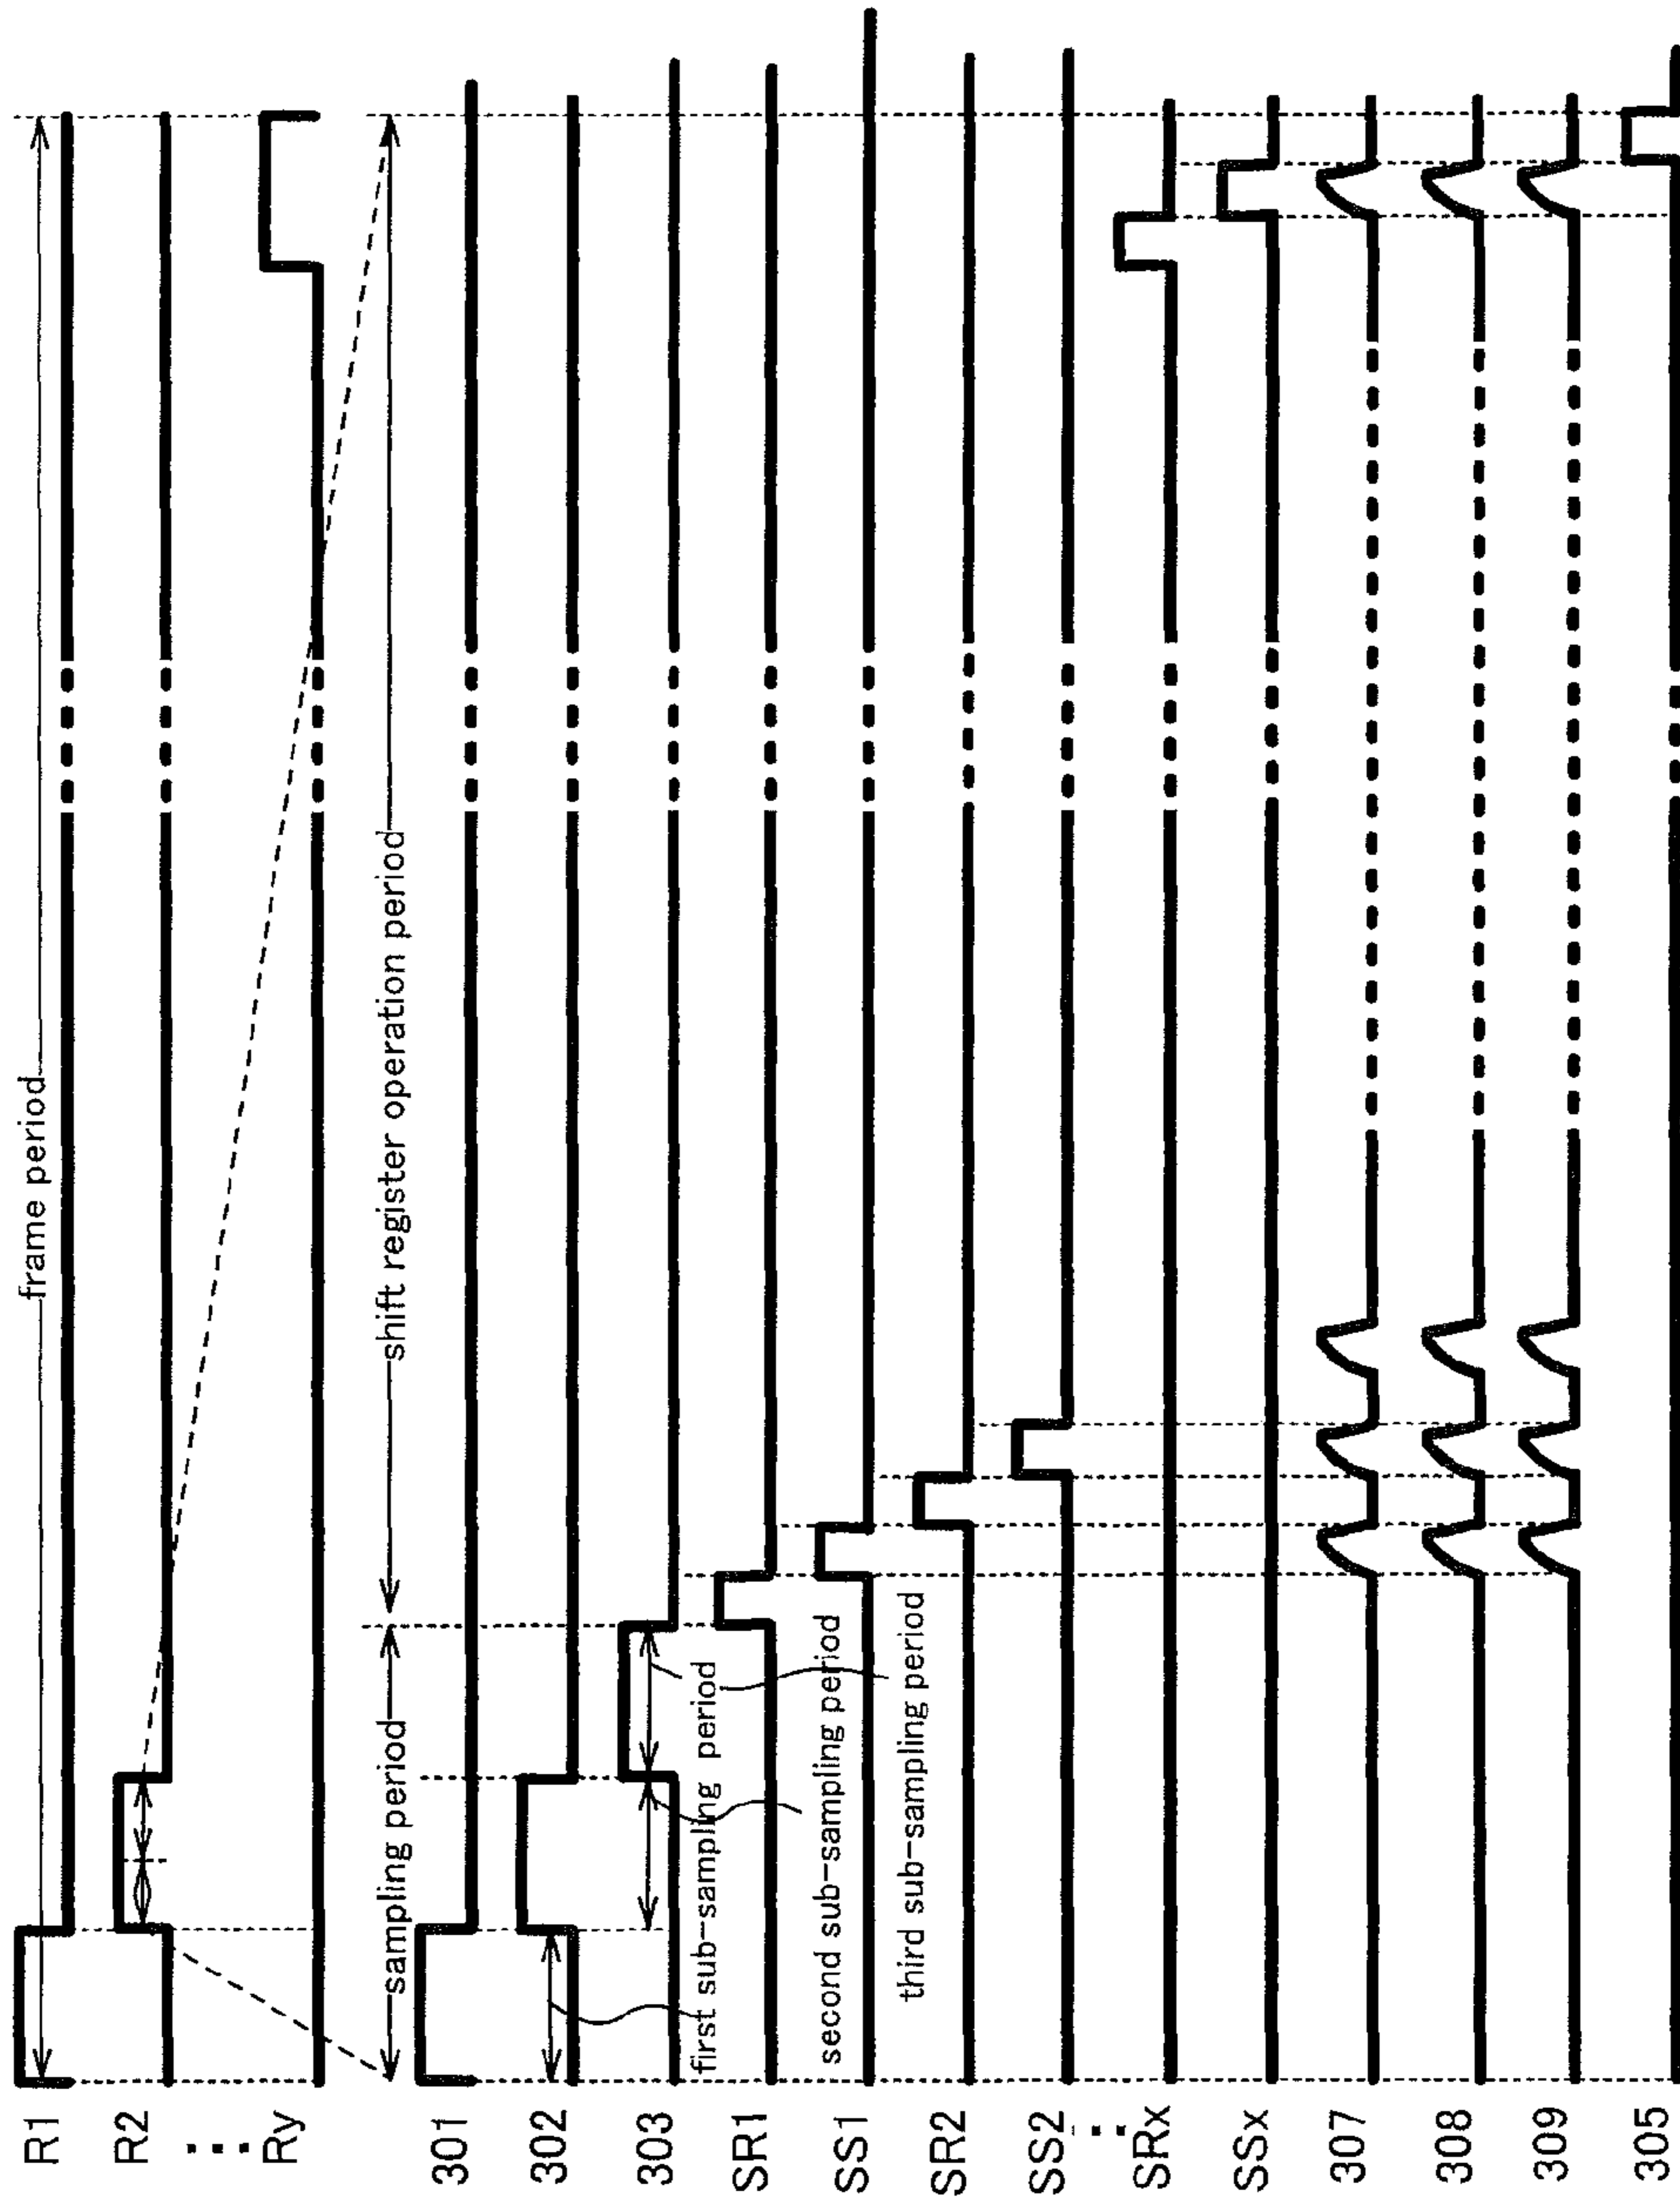 frame period
R1
R2
Ry
shift register operation period
sampling period
301
302
303
first sub-sampling period
SR1
second sub-sampling period
SS1
third sub-sampling period
SR2
SS2
SRx
SSx
307
308
309
305